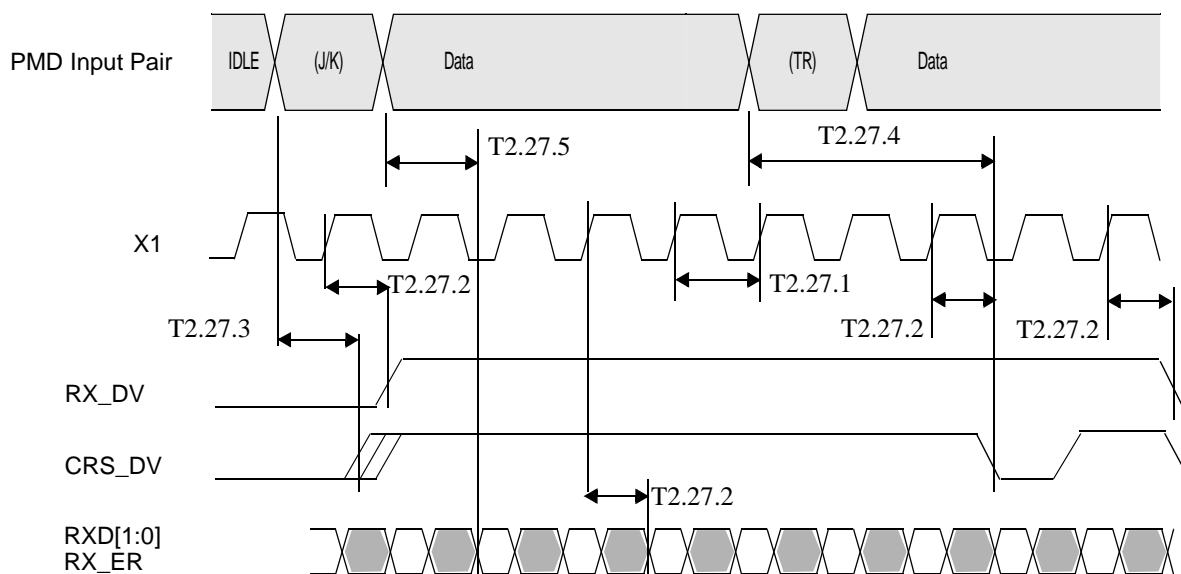 PMD Input Pair
IDLE
(J/K)
Data
(TR)
Data
T2.27.5
T2.27.4
X1
T2.27.2
T2.27.1
T2.27.3
T2.27.2
T2.27.2
RX_DV
CRS_DV
T2.27.2
RXD[1:0]
RX_ER